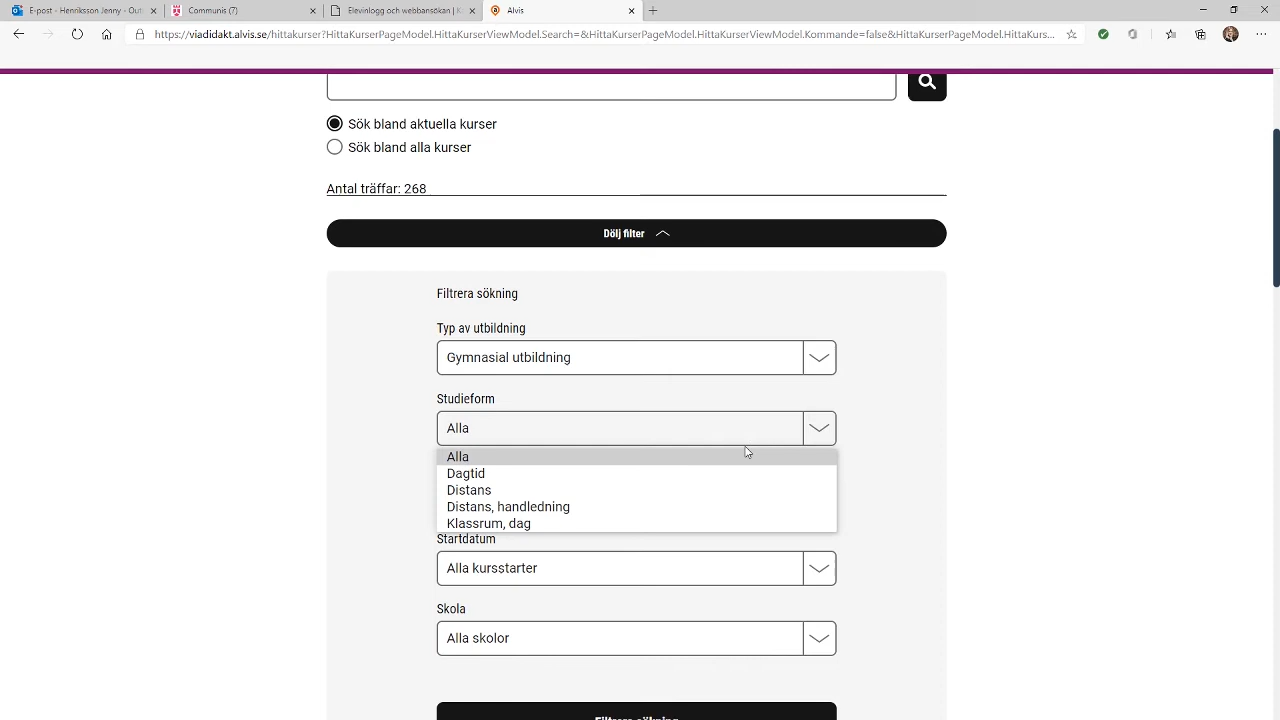 E-post - Henriksson Jenny - Out
Communis (7)
Elevinlogg och webbansökan | K
Alvis
https://viadidakt.alvis.se/hittakurser?HittaKurserPageModel.HittaKurserViewModel.Search=&HittaKurserPageModel.HittaKurserViewModel.Kommande=false&HittaKurserPageModel.HittaKurs...
Sök bland aktuella kurser
Sök bland alla kurser
Antal träffar: 268
Dölj filter
Filtrera sökning
Typ av utbildning
Gymnasial utbildning
Studieform
Alla
Alla
Dagtid
Distans
Distans, handledning
Klassrum, dag
Startdatum
Alla kursstarter
Skola
Alla skolor
Filtrera sökning